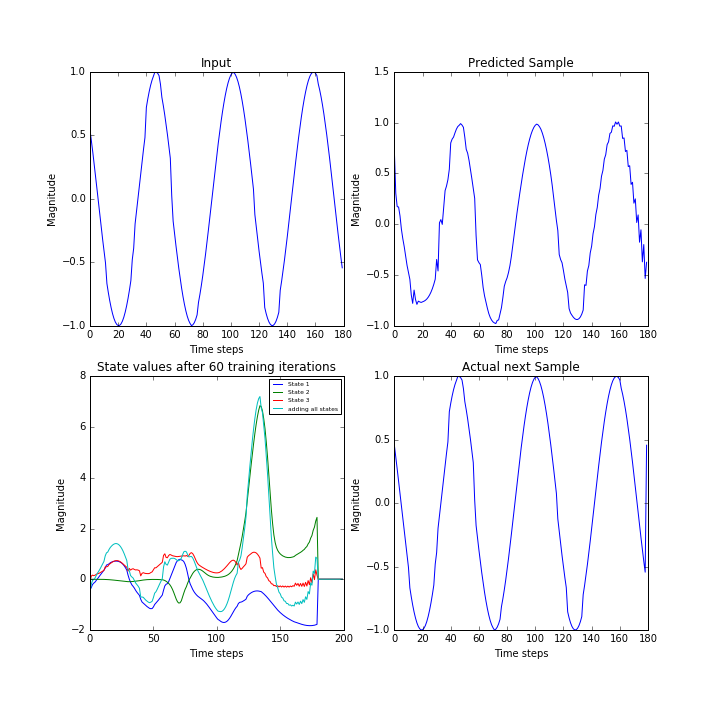 Input
Magnitude
1.0
0.5
0.0
−0.5
−1.0
0 20 40 60 80 100 120 140 160 180
Time steps
Predicted Sample
Magnitude
1.5
1.0
0.5
0.0
−0.5
−1.0
0 20 40 60 80 100 120 140 160 180
Time steps
State values after 60 training iterations
Magnitude
8
6
4
2
0
−2
0 50 100 150 200
Time steps
State 1
State 2
State 3
adding all states
Actual next Sample
Magnitude
1.0
0.5
0.0
−0.5
−1.0
0 20 40 60 80 100 120 140 160 180
Time steps